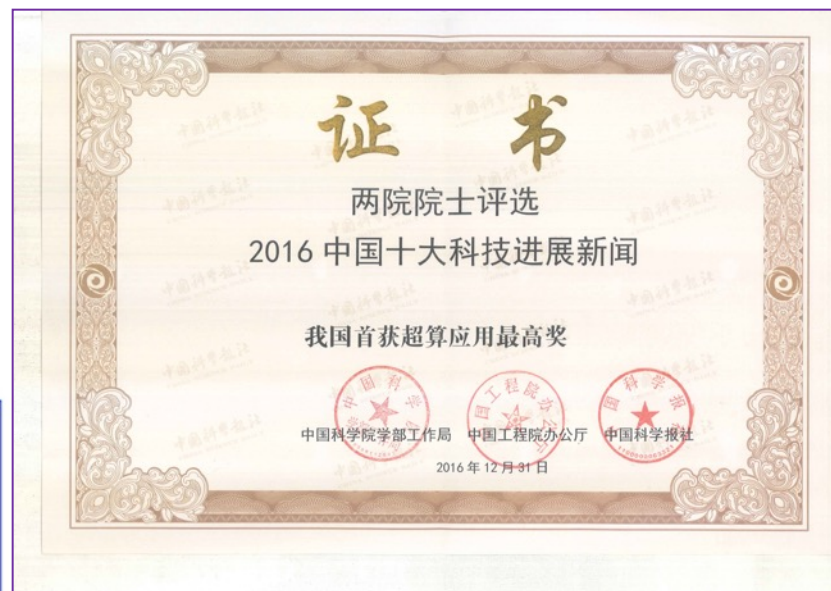 证 书
两院院士评选
2016 中国十大科技进展新闻
我国首获超算应用最高奖
中国科学院学部工作局 中国工程院办公厅 中国科学报社
2016 年 12 月 31 日